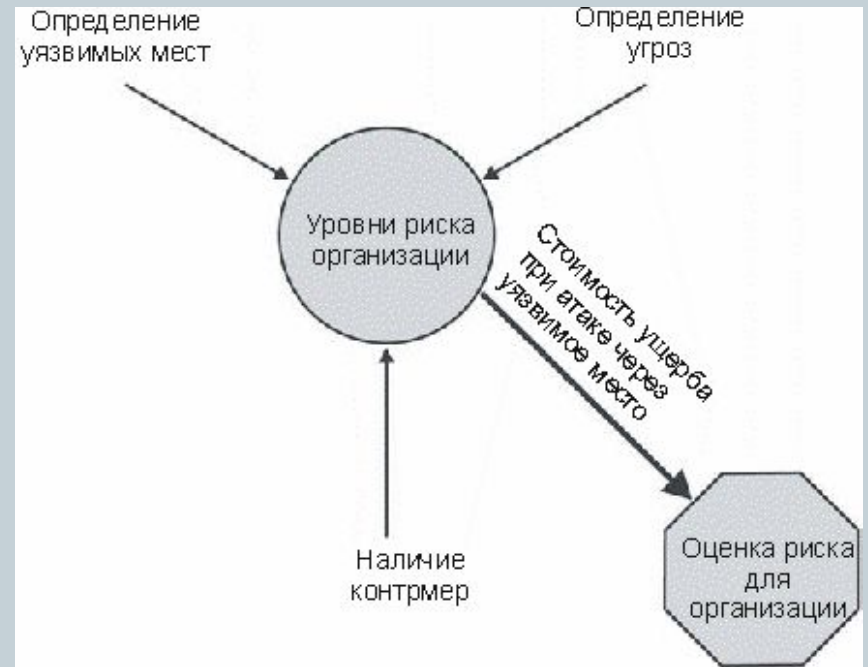 Определение
уязвимых мест
Определение
угроз
Уровни риска
организации
Стоимость ущерба
при атаке через
уязвимое место
Наличие
контрмер
Оценка риска
для
организации